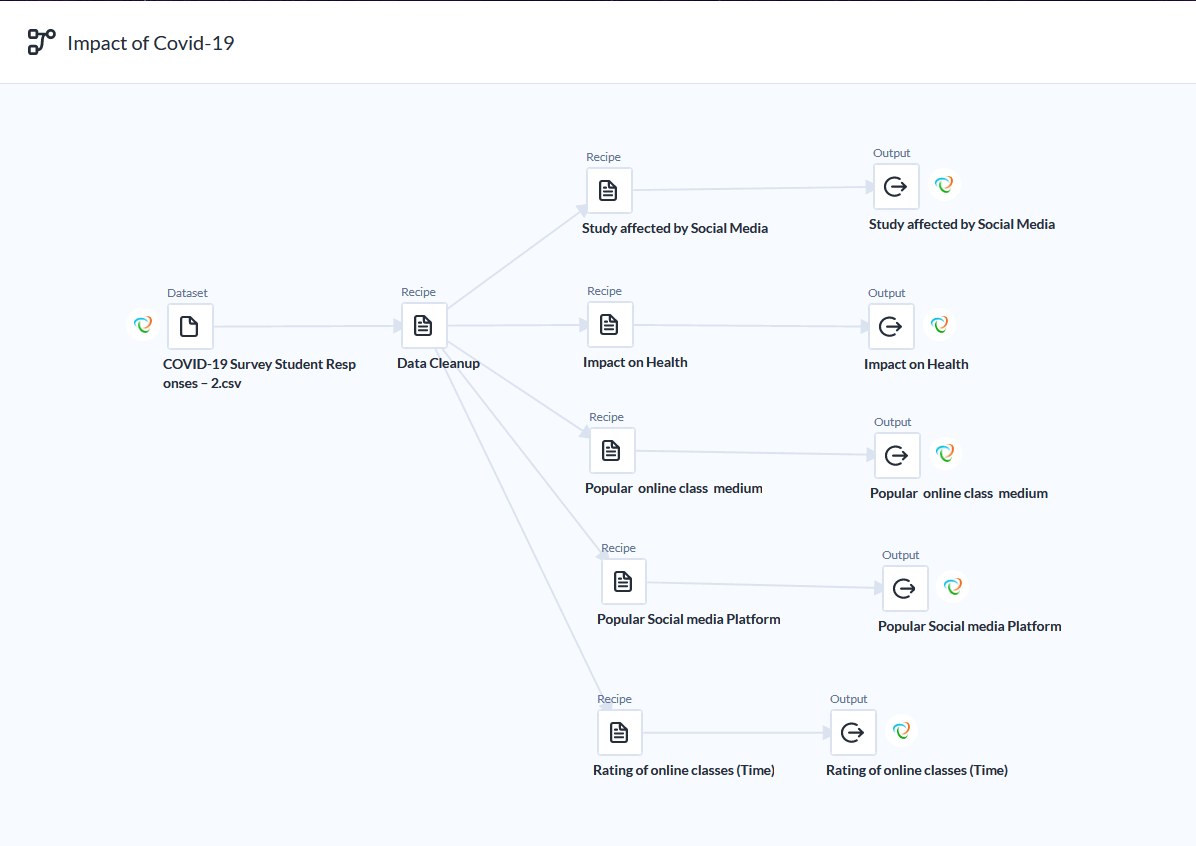 Impact of Covid-19
Recipe
Study affected by Social Media
Output
Study affected by Social Media
Dataset
COVID-19 Survey Student Resp
onses – 2.csv
Recipe
Data Cleanup
Recipe
Impact on Health
Output
Impact on Health
Recipe
Popular online class medium
Output
Popular online class medium
Recipe
Popular Social media Platform
Output
Popular Social media Platform
Recipe
Rating of online classes (Time)
Output
Rating of online classes (Time)